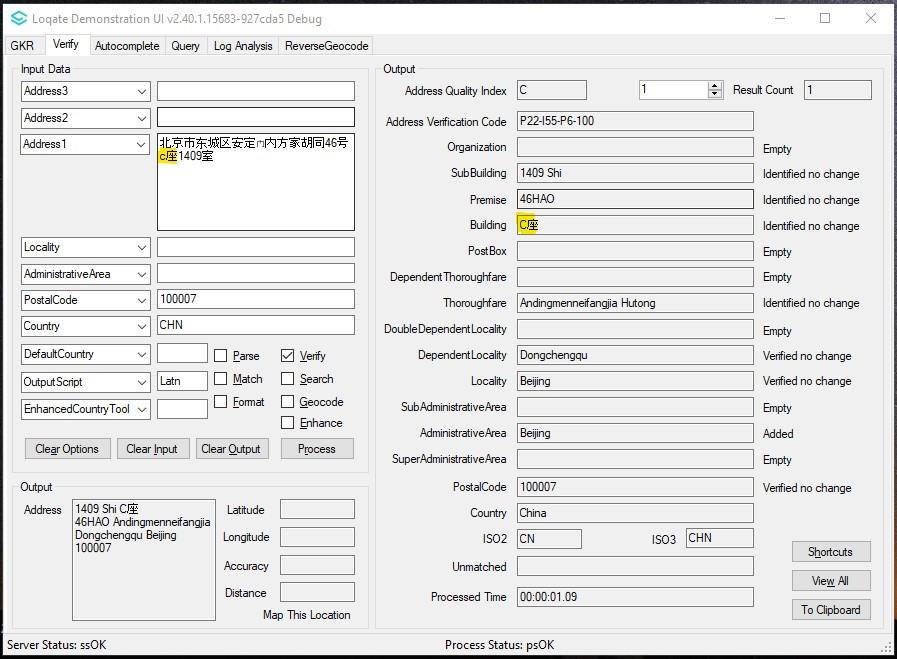 Loqate Demonstration UI v2.40.1.15683-927cda5 Debug
GKR Verify Autocomplete Query Log Analysis ReverseGeocode
Input Data
Address3
Address2
Address1 北京市东城区安定门内方家胡同46号
c座1409室
Locality
AdministrativeArea
PostalCode 100007
Country CHN
DefaultCountry Parse Verify
OutputScript Latn Match Search
EnhancedCountryTool Format Geocode
Enhance
Clear Options Clear Input Clear Output Process
Output
Address 1409 Shi C座
46HAO Andingmenneifangjia
Dongchengqu Beijing
100007
Latitude
Longitude
Accuracy
Distance
Map This Location
Output
Address Quality Index C 1 Result Count 1
Address Verification Code P22-I55-P6-100
Organization Empty
SubBuilding 1409 Shi Identified no change
Premise 46HAO Identified no change
Building C座 Identified no change
PostBox Empty
DependentThoroughfare Empty
Thoroughfare Andingmenneifangjia Hutong Identified no change
DoubleDependentLocality Empty
DependentLocality Dongchengqu Verified no change
Locality Beijing Verified no change
SubAdministrativeArea Empty
AdministrativeArea Beijing Added
SuperAdministrativeArea Empty
PostalCode 100007 Verified no change
Country China
ISO2 CN ISO3 CHN
Unmatched
Processed Time 00:00:01.09
Shortcuts
View All
To Clipboard
Server Status: ssOK Process Status: psOK